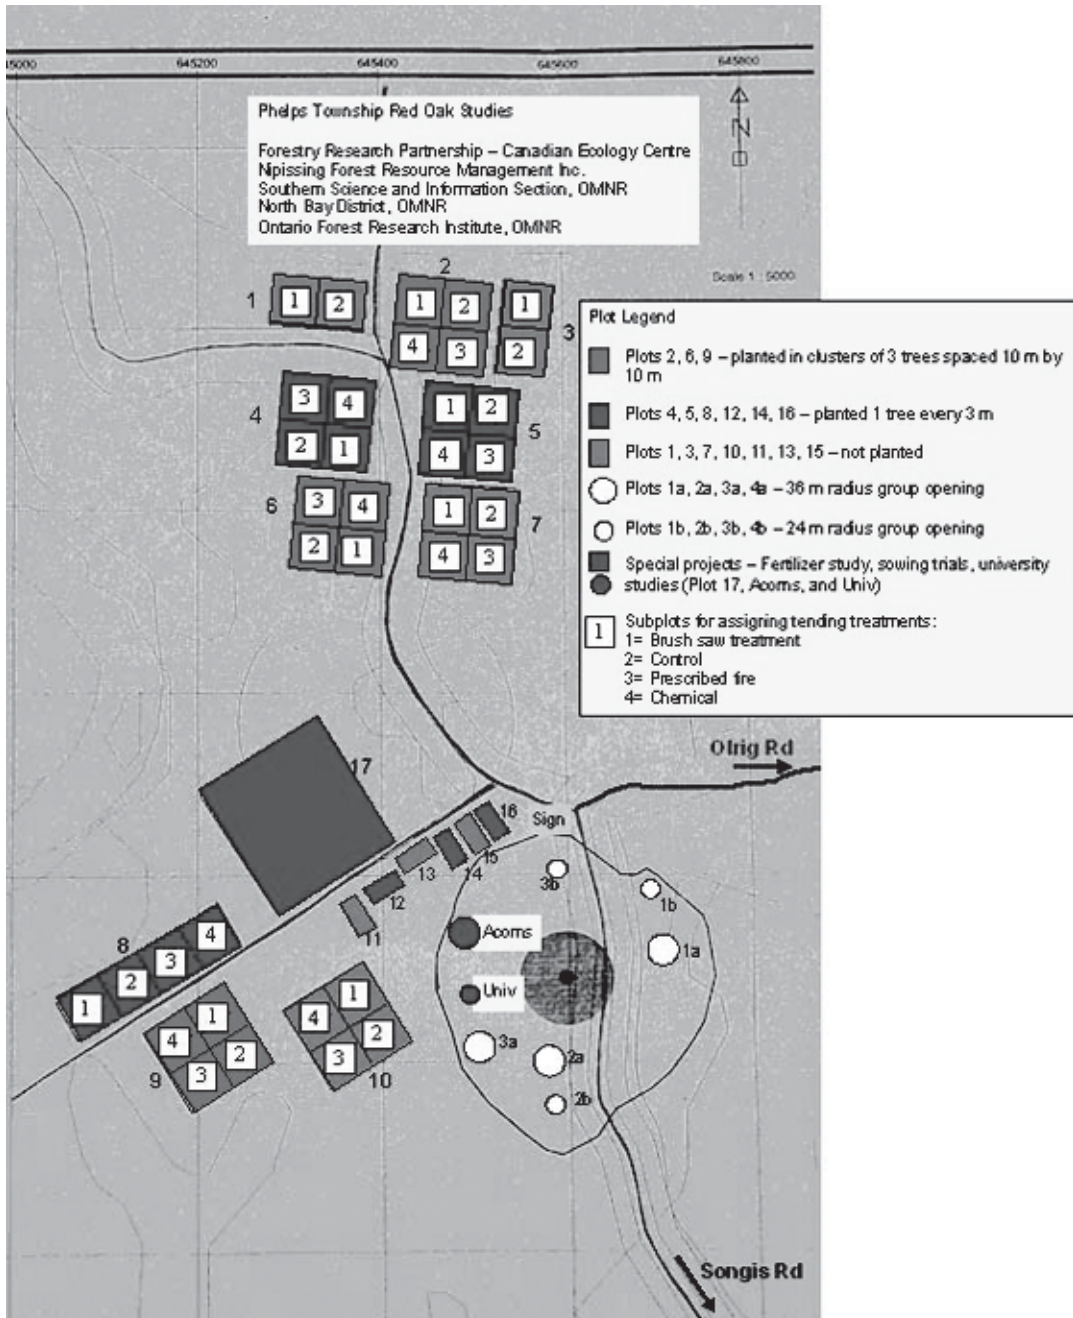 645000 645200 645400 645600 645800
Phelps Township Red Oak Studies
Forestry Research Partnership – Canadian Ecology Centre
Nipissing Forest Resource Management Inc.
Southern Science and Information Section, OMNR
North Bay District, OMNR
Ontario Forest Research Institute, OMNR
N
Scale 1 : 5000
Plot Legend
Plots 2, 6, 9 – planted in clusters of 3 trees spaced 10 m by
10 m
Plots 4, 5, 8, 12, 14, 16 – planted 1 tree every 3 m
Plots 1, 3, 7, 10, 11, 13, 15 – not planted
Plots 1a, 2a, 3a, 4a – 36 m radius group opening
Plots 1b, 2b, 3b, 4b – 24 m radius group opening
Special projects – Fertilizer study, sowing trials, university
studies (Plot 17, Acorns, and Univ)
1 Subplots for assigning tending treatments:
1= Brush saw treatment
2= Control
3= Prescribed fire
4= Chemical
1
1 2
2
1 2
4 3
3
1
2
4
3 4
2 1
5
1 2
4 3
6
3 4
2 1
7
1 2
4 3
Olrig Rd
17
Sign
16
15
14
13
12
11
8
1 2 3 4
9
1
4 2
3
10
1
4 2
3
3b
1b
1a
Acorns
Univ
3a
2a
2b
Songis Rd